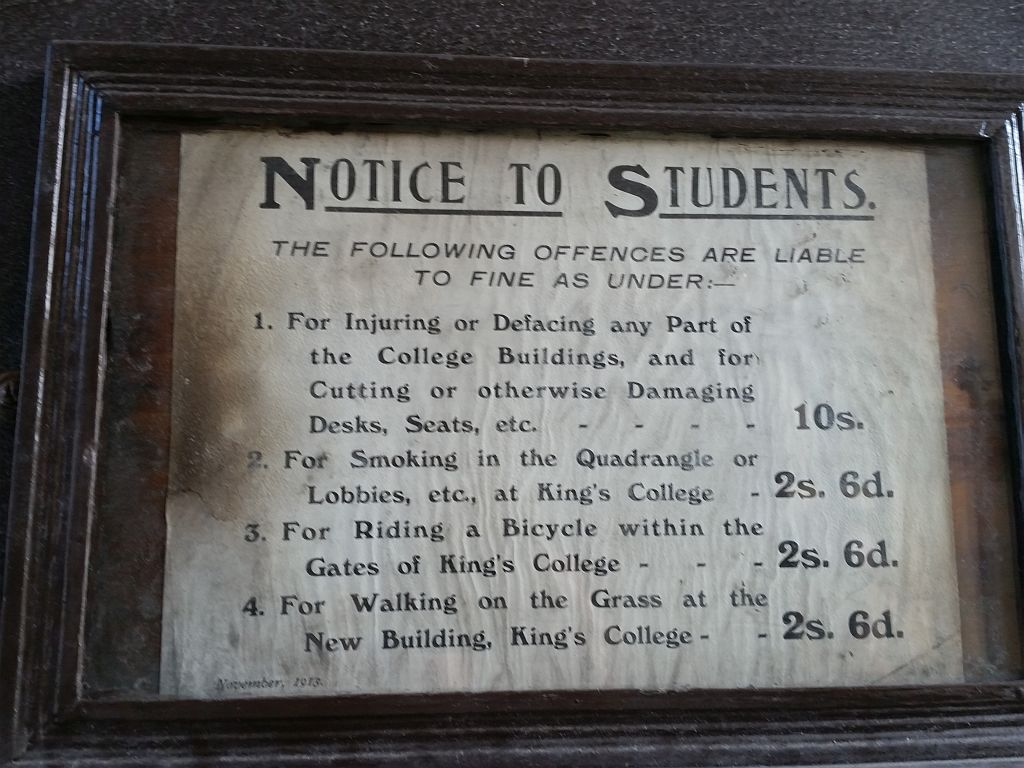 NOTICE TO STUDENTS.
THE FOLLOWING OFFENCES ARE LIABLE
TO FINE AS UNDER:—
1. For Injuring or Defacing any Part of
the College Buildings, and for
Cutting or otherwise Damaging
Desks, Seats, etc. - - - - 10s.
2. For Smoking in the Quadrangle or
Lobbies, etc., at King's College - 2s. 6d.
3. For Riding a Bicycle within the
Gates of King's College - - - 2s. 6d.
4. For Walking on the Grass at the
New Building, King's College - - 2s. 6d.
November, 1913.